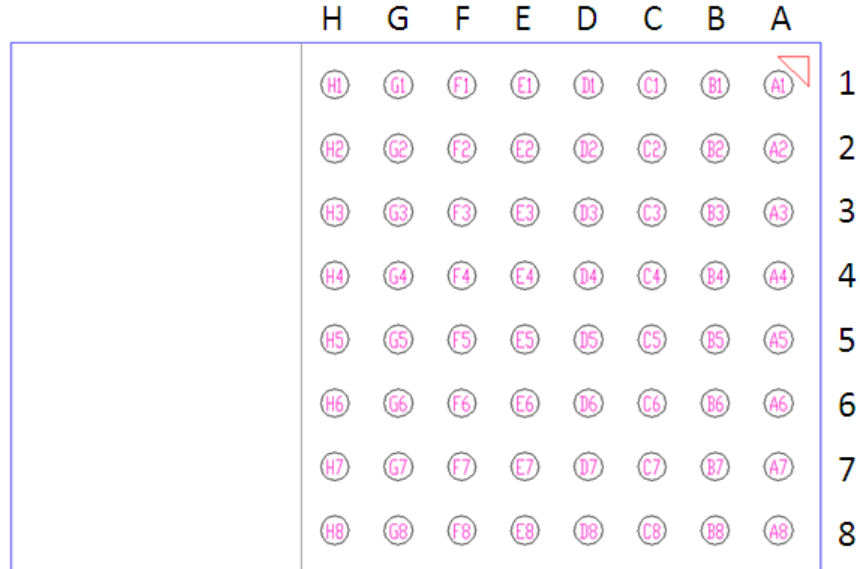 H G F E D C B A
H1 G1 F1 E1 D1 C1 B1 A1 1
H2 G2 F2 E2 D2 C2 B2 A2 2
H3 G3 F3 E3 D3 C3 B3 A3 3
H4 G4 F4 E4 D4 C4 B4 A4 4
H5 G5 F5 E5 D5 C5 B5 A5 5
H6 G6 F6 E6 D6 C6 B6 A6 6
H7 G7 F7 E7 D7 C7 B7 A7 7
H8 G8 F8 E8 D8 C8 B8 A8 8